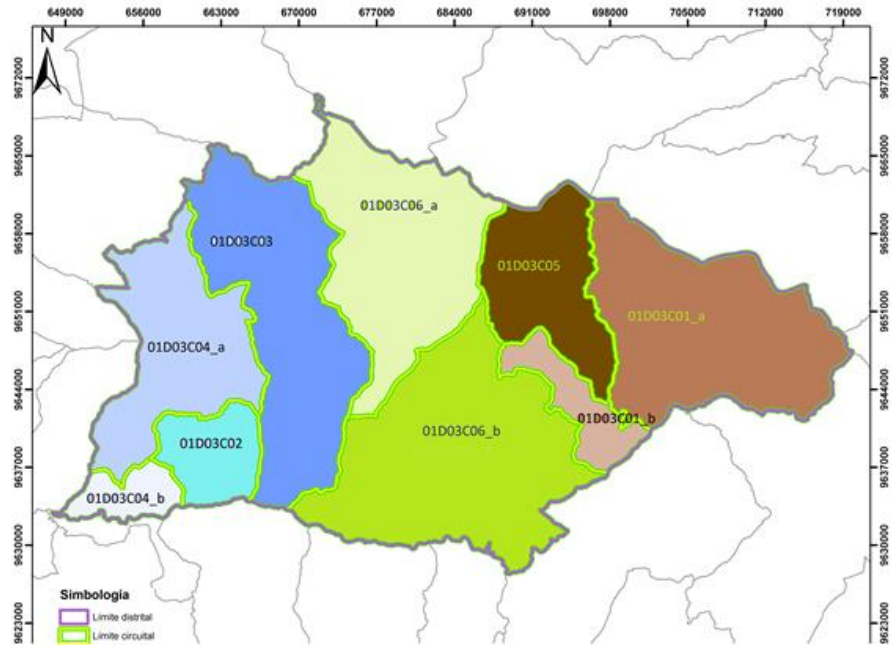 649000 656000 663000 670000 677000 684000 691000 698000 705000 712000 719000
N
9672000 9672000
9665000 9665000
01D03C06_a
9658000 01D03C03 9658000
01D03C05
9651000 01D03C01_a 9651000
01D03C04_a
9644000 9644000
01D03C01_b
01D03C02 01D03C06_b
9637000 9637000
01D03C04_b
9630000 9630000
Simbología
9623000 Límite distrital 9623000
Límite circuital